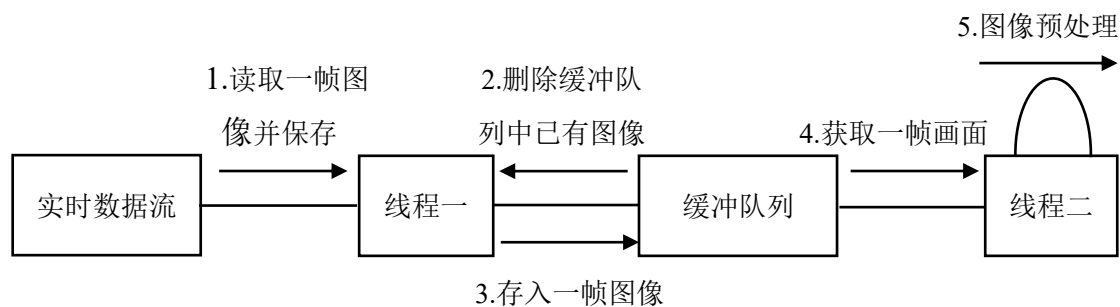 5.图像预处理
1.读取一帧图
像并保存
2.删除缓冲队
列中已有图像
4.获取一帧画面
实时数据流
线程一
缓冲队列
线程二
3.存入一帧图像